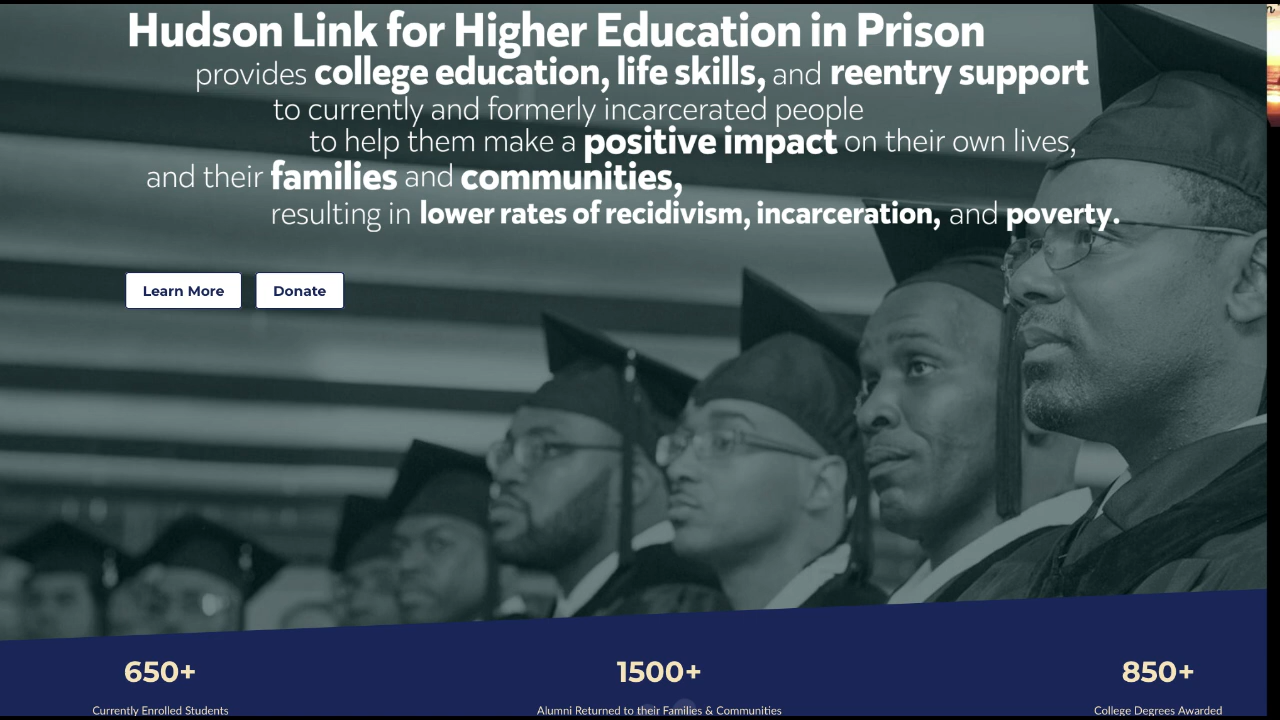 Hudson Link for Higher Education in Prison
provides college education, life skills, and reentry support
to currently and formerly incarcerated people
to help them make a positive impact on their own lives,
and their families and communities,
resulting in lower rates of recidivism, incarceration, and poverty.
Learn More Donate
650+ 1500+ 850+
Currently Enrolled Students Alumni Returned to their Families & Communities College Degrees Awarded